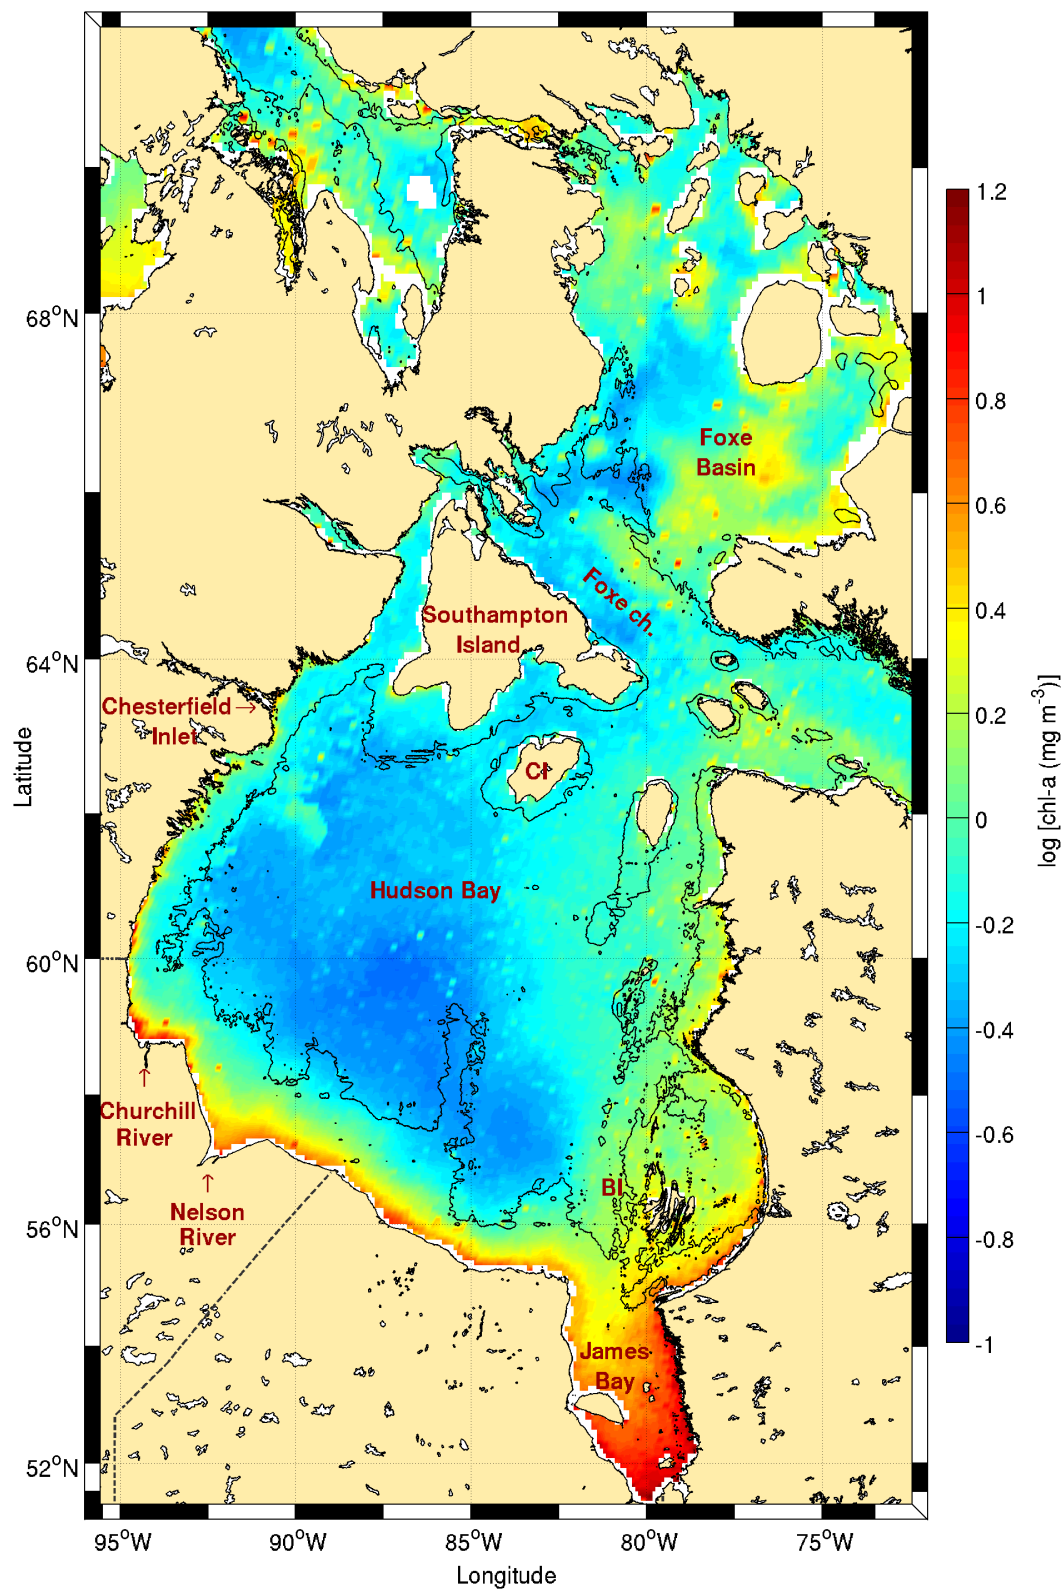 68°N
64°N
60°N
56°N
52°N
Latitude
95°W
90°W
85°W
80°W
75°W
Longitude
Foxe
Basin
Foxe ch.
Southampton
Island
Chesterfield →
Inlet
CI
Hudson Bay
↑
Churchill
River
↑
Nelson
River
BI
James
Bay
1.2
1
0.8
0.6
0.4
0.2
0
-0.2
-0.4
-0.6
-0.8
-1
log [chl-a (mg m⁻³)]